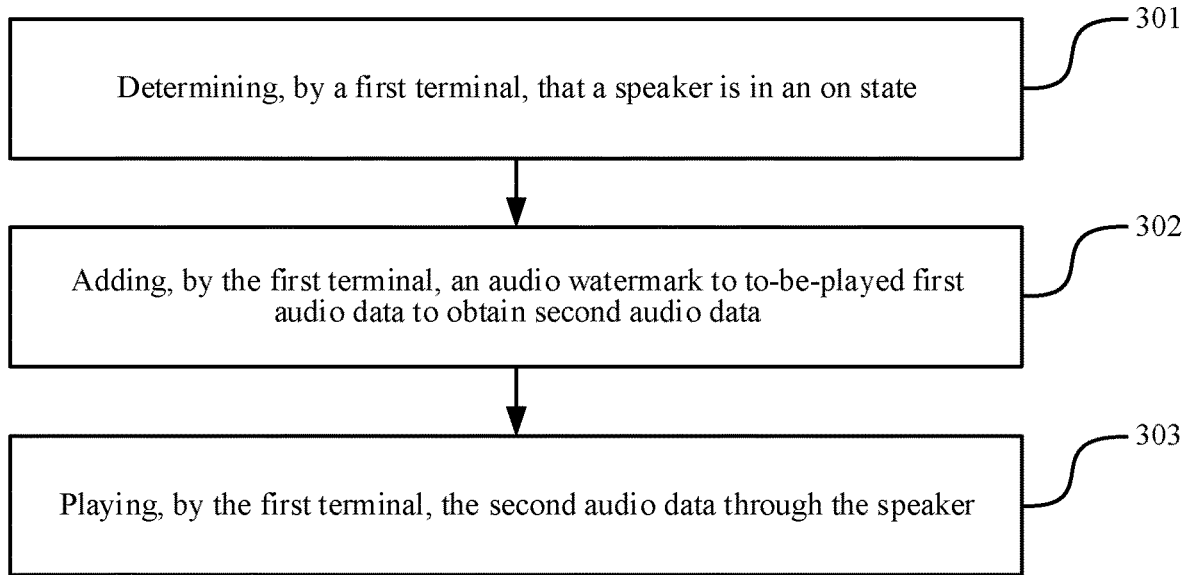 301
Determining, by a first terminal, that a speaker is in an on state
302
Adding, by the first terminal, an audio watermark to to-be-played first
audio data to obtain second audio data
303
Playing, by the first terminal, the second audio data through the speaker